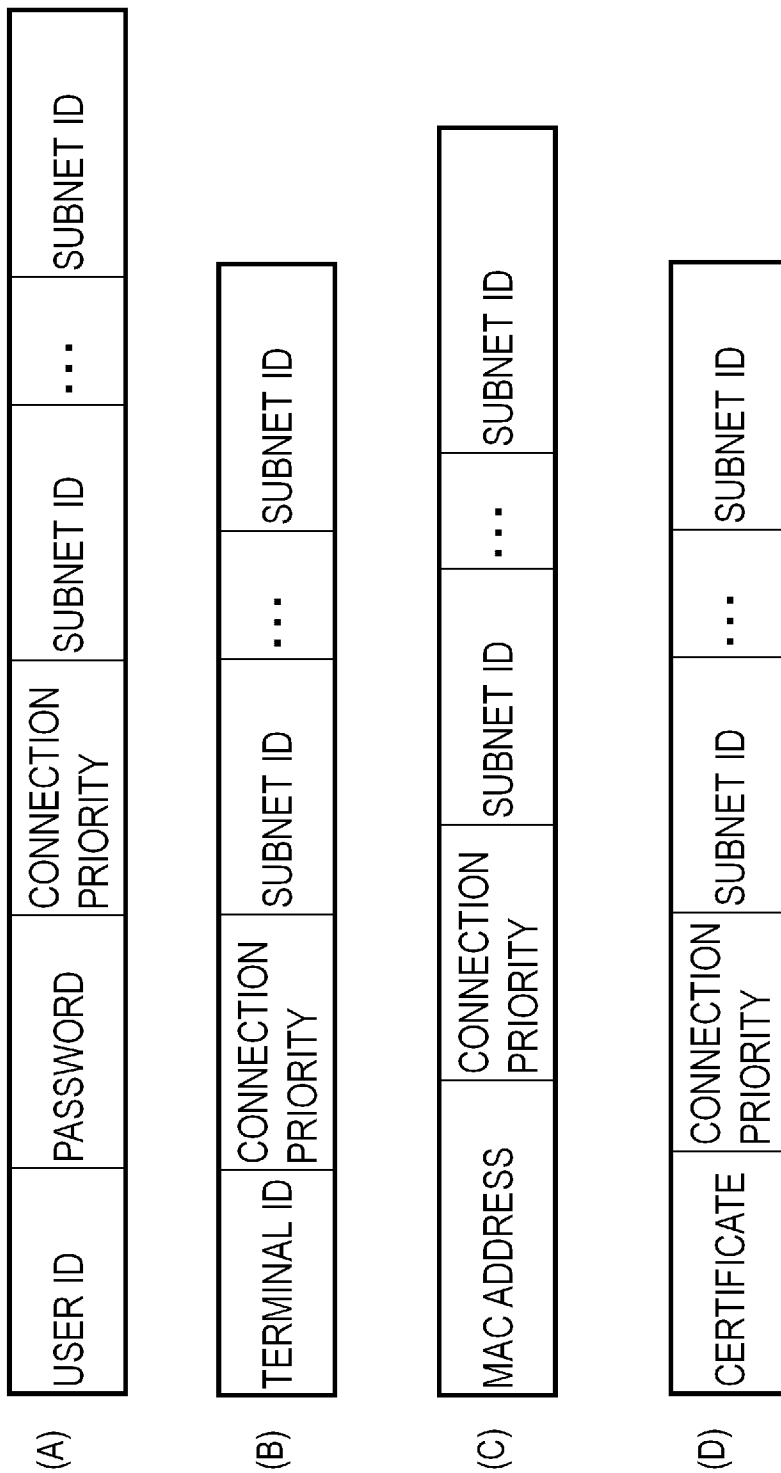 (A)
USER ID
PASSWORD
CONNECTION
PRIORITY
SUBNET ID
...
SUBNET ID
(B)
TERMINAL ID
CONNECTION
PRIORITY
SUBNET ID
...
SUBNET ID
(C)
MAC ADDRESS
CONNECTION
PRIORITY
SUBNET ID
...
SUBNET ID
(D)
CERTIFICATE
CONNECTION
PRIORITY
SUBNET ID
...
SUBNET ID